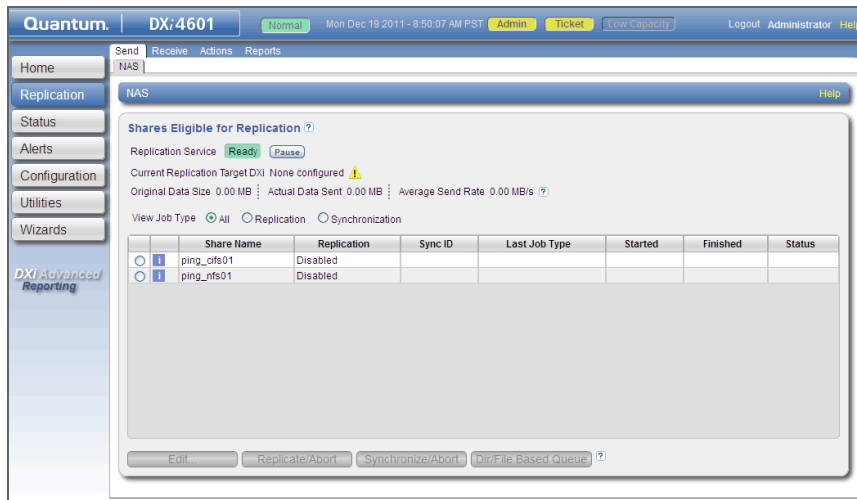 Quantum. DXi4601 Normal Mon Dec 19 2011 - 8:50:07 AM PST Admin Ticket Low Capacity Logout Administrator Help
Send Receive Actions Reports
NAS
Home
Replication
Status
Alerts
Configuration
Utilities
Wizards
DXi Advanced
Reporting
NAS Help
Shares Eligible for Replication ?
Replication Service Ready Pause
Current Replication Target DXi None configured
Original Data Size 0.00 MB Actual Data Sent 0.00 MB Average Send Rate 0.00 MB/s ?
View Job Type All Replication Synchronization
Share Name Replication Sync ID Last Job Type Started Finished Status
i ping_cifs01 Disabled
i ping_nfs01 Disabled
Edit... Replicate/Abort Synchronize/Abort Dir/File Based Queue ?